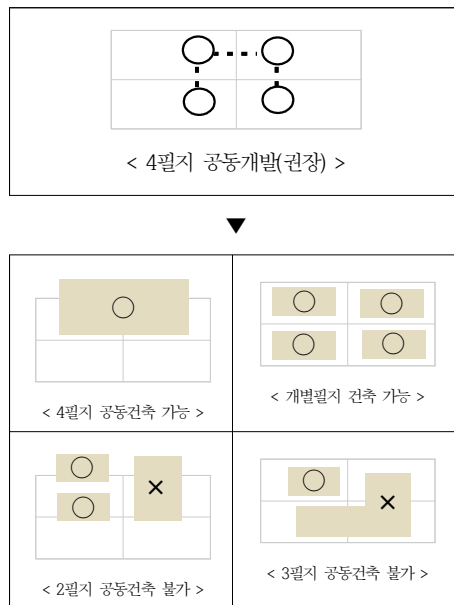 < 4필지 공동개발(권장) >
▼
< 4필지 공동건축 가능 >
< 개별필지 건축 가능 >
< 2필지 공동건축 불가 >
< 3필지 공동건축 불가 >